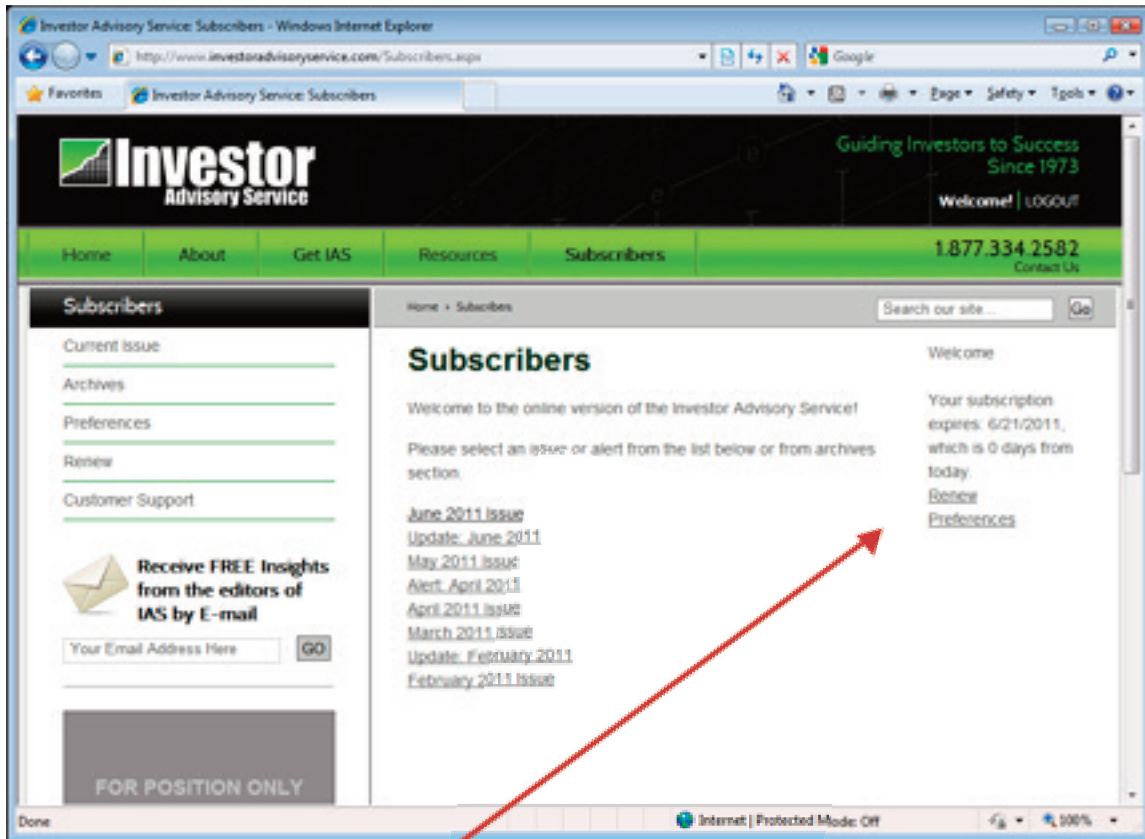 Investor Advisory Service: Subscribers - Windows Internet Explorer
http://www.investoradvisoryservice.com/Subscribers.aspx
Google
Favorites
Investor Advisory Service: Subscribers
Page
Safety
Tools
Investor
Advisory Service
Guiding Investors to Success
Since 1973
Welcome! | LOGOUT
Home
About
Get IAS
Resources
Subscribers
1.877.334.2582
Contact Us
Subscribers
Current Issue
Archives
Preferences
Renew
Customer Support
Receive FREE Insights
from the editors of
IAS by E-mail
Your Email Address Here
GO
FOR POSITION ONLY
Home › Subscribers
Search our site...
Go
Subscribers
Welcome to the online version of the Investor Advisory Service!
Please select an issue or alert from the list below or from archives
section.
June 2011 Issue
Update: June 2011
May 2011 Issue
Alert: April 2011
April 2011 Issue
March 2011 Issue
Update: February 2011
February 2011 Issue
Welcome
Your subscription
expires: 6/21/2011,
which is 0 days from
today.
Renew
Preferences
Done
Internet | Protected Mode: Off
100%